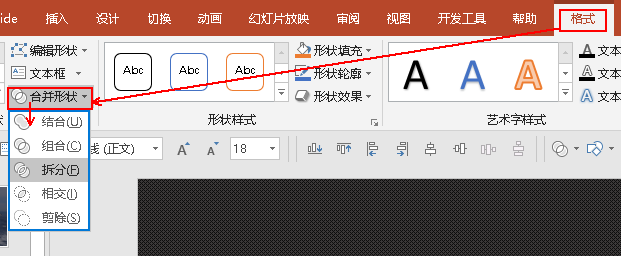 ide 插入 设计 切换 动画 幻灯片放映 审阅 视图 开发工具 帮助 格式
编辑形状
文本框
合并形状
Abc Abc Abc
形状填充
形状轮廓
形状效果
形状样式
A A A
艺术字样式
A 文本
A 文本
A 文本
结合(U)
组合(C)
拆分(F)
相交(I)
剪除(S)
线 (正文) A A 18